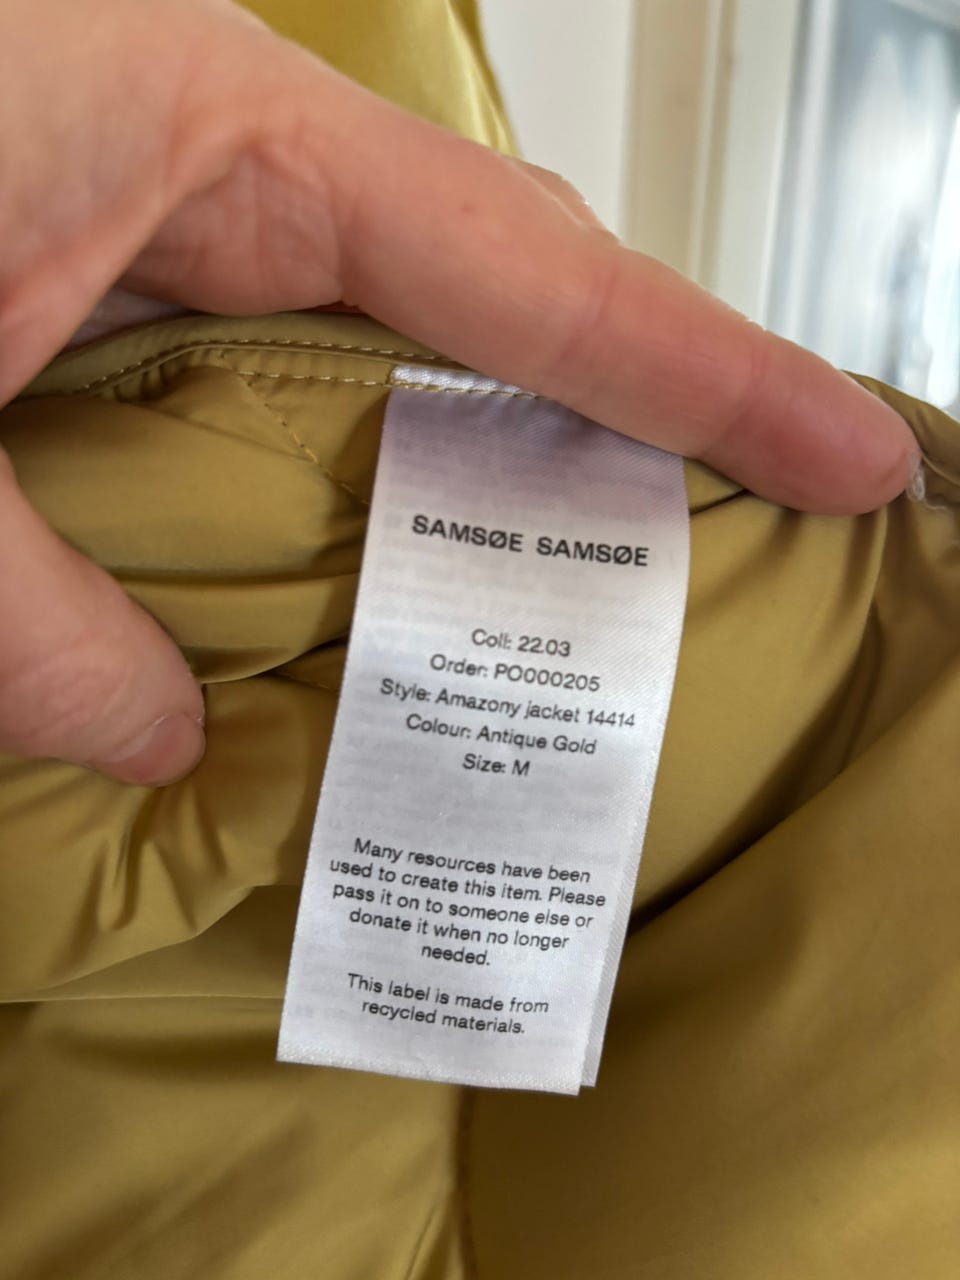 SAMSØE SAMSØE
Coll: 22.03
Order: PO000205
Style: Amazony jacket 14414
Colour: Antique Gold
Size: M
Many resources have been
used to create this item. Please
pass it on to someone else or
donate it when no longer
needed.
This label is made from
recycled materials.